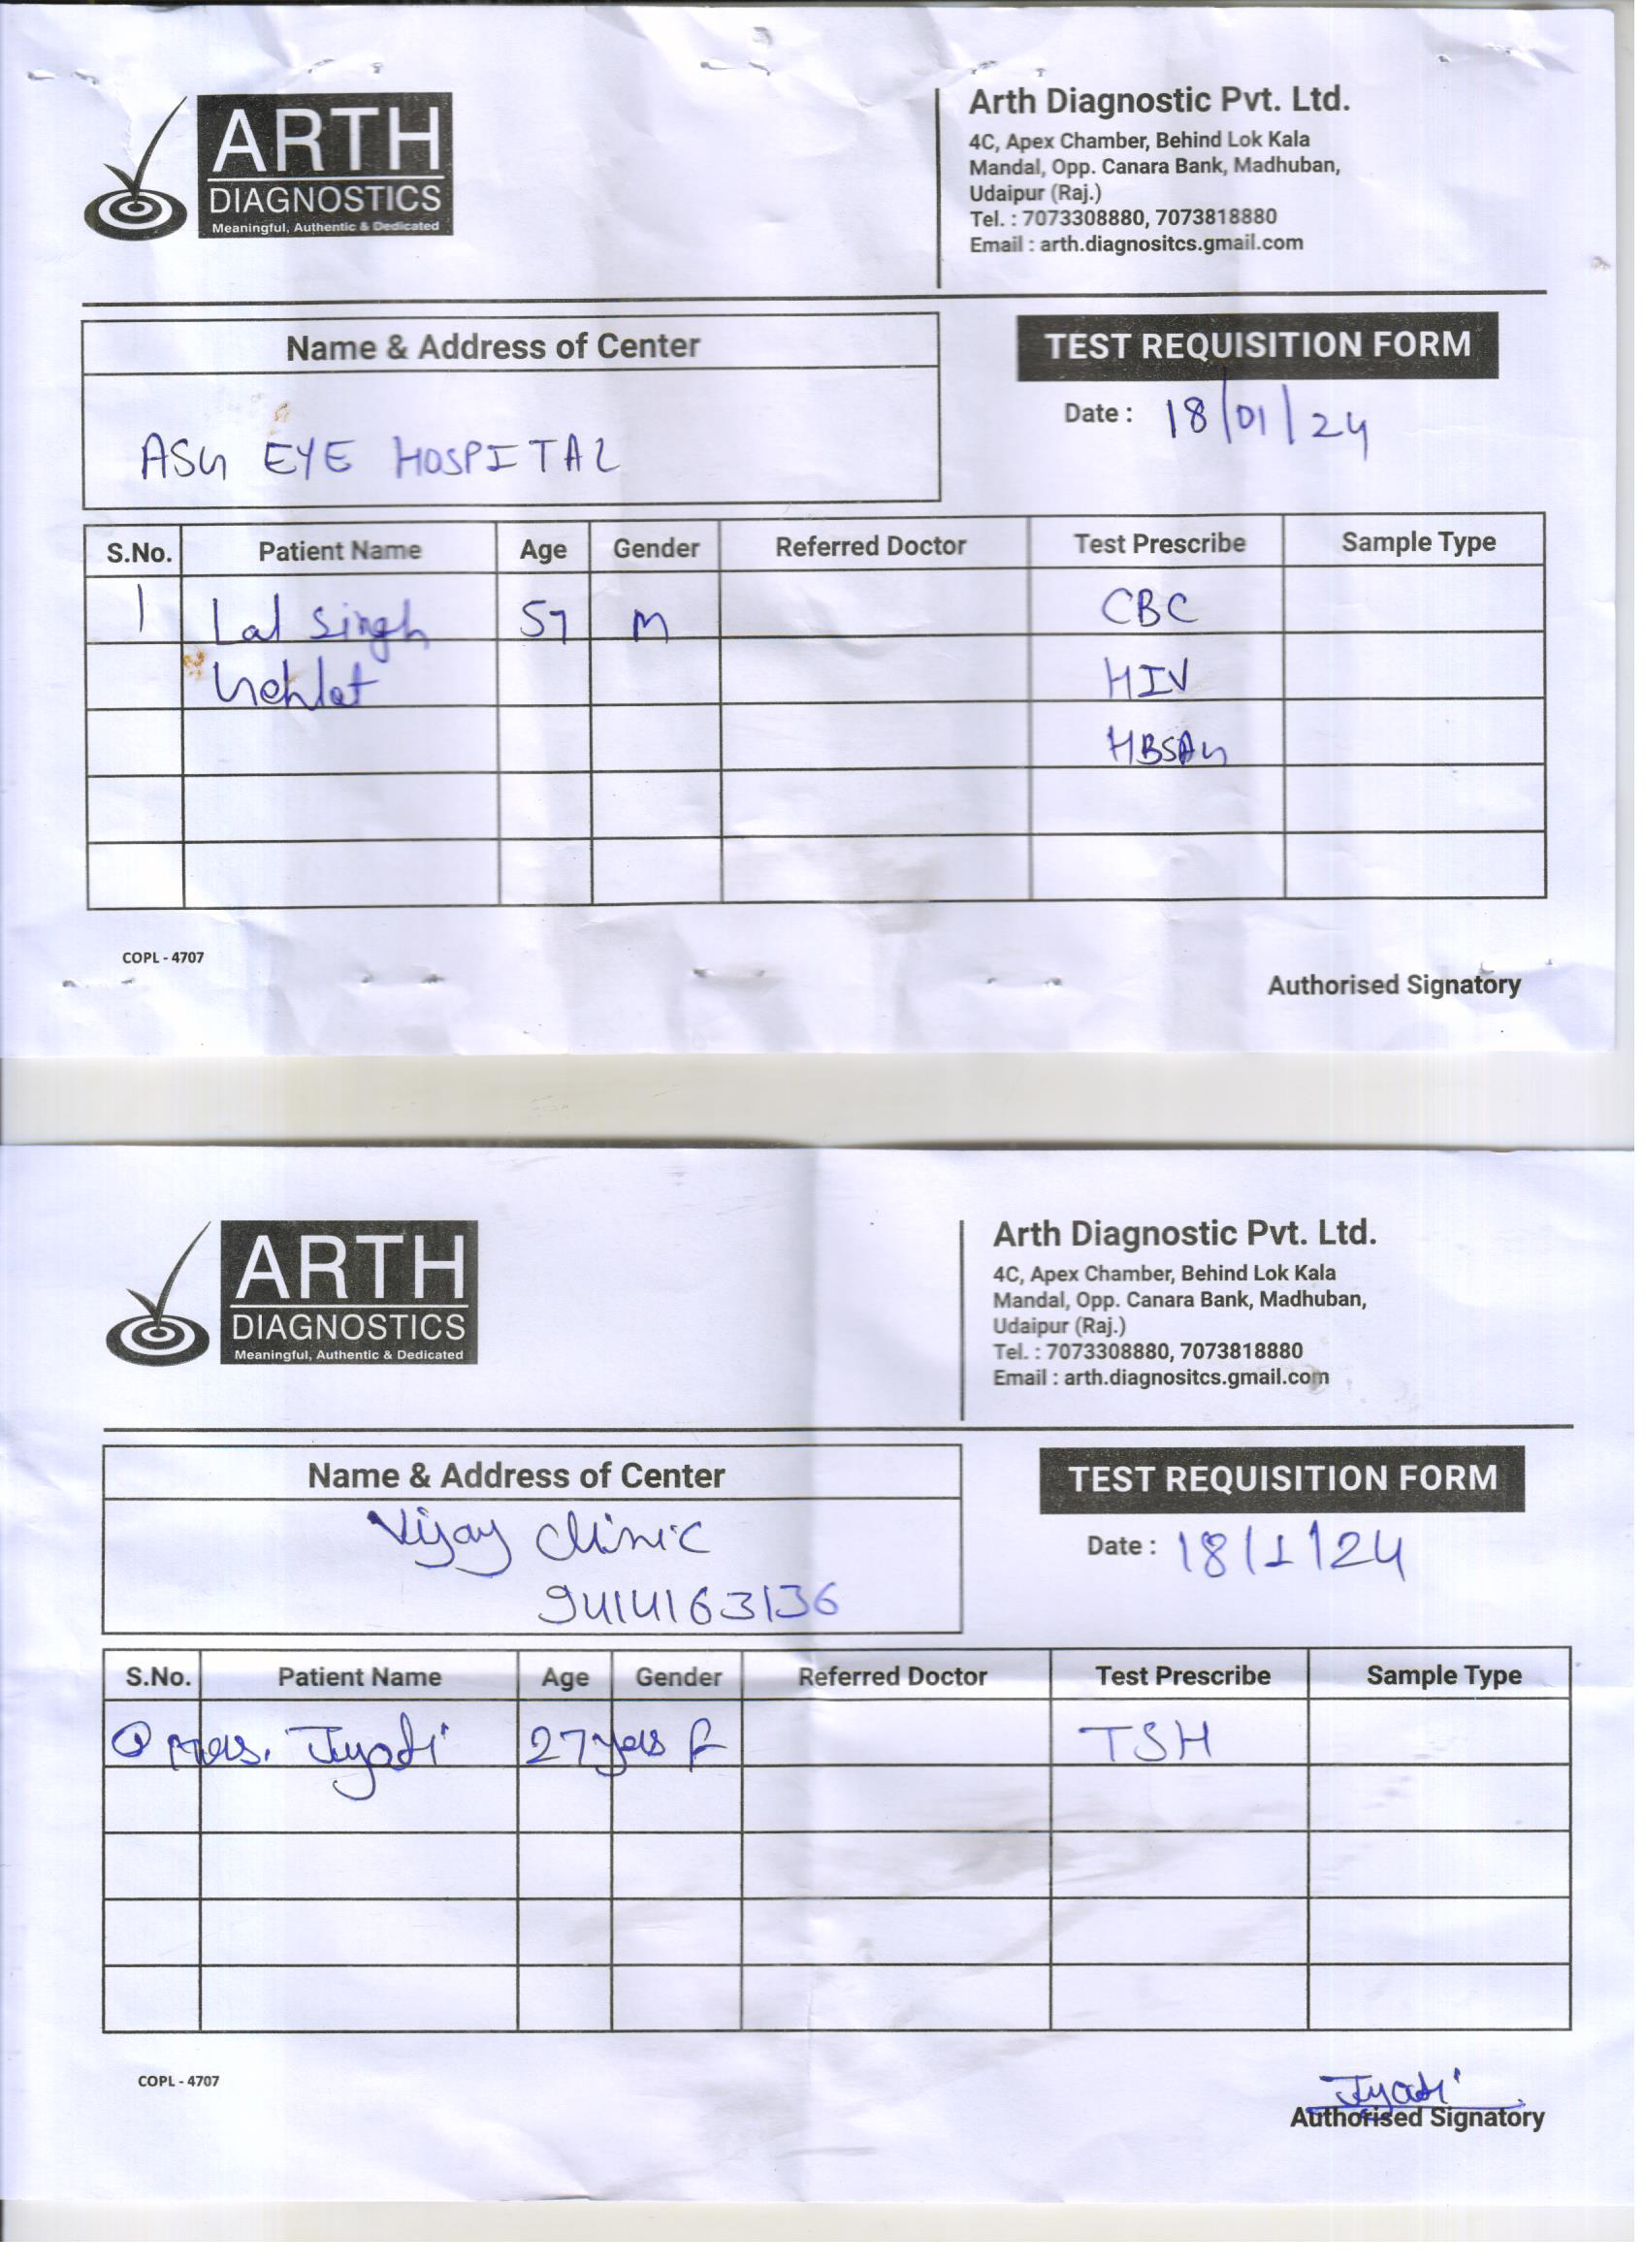 ARTH
DIAGNOSTICS
Meaningful, Authentic & Dedicated
Arth Diagnostic Pvt. Ltd.
4C, Apex Chamber, Behind Lok Kala
Mandal, Opp. Canara Bank, Madhuban,
Udaipur (Raj.)
Tel. : 7073308880, 7073818880
Email : arth.diagnositcs.gmail.com
Name & Address of Center
TEST REQUISITION FORM
Date : 18/01/24
ASG EYE HOSPITAL
S.No. Patient Name Age Gender Referred Doctor Test Prescribe Sample Type
1 Lal Singh 57 M CBC
HIV
HBSAG
COPL - 4707
Authorised Signatory
ARTH
DIAGNOSTICS
Meaningful, Authentic & Dedicated
Arth Diagnostic Pvt. Ltd.
4C, Apex Chamber, Behind Lok Kala
Mandal, Opp. Canara Bank, Madhuban,
Udaipur (Raj.)
Tel. : 7073308880, 7073818880
Email : arth.diagnositcs.gmail.com
Name & Address of Center
TEST REQUISITION FORM
Vijay Clinic
Date : 18/1/24
9414163136
S.No. Patient Name Age Gender Referred Doctor Test Prescribe Sample Type
Jyoti 27 F TSH
COPL - 4707
Jyoti
Authorised Signatory